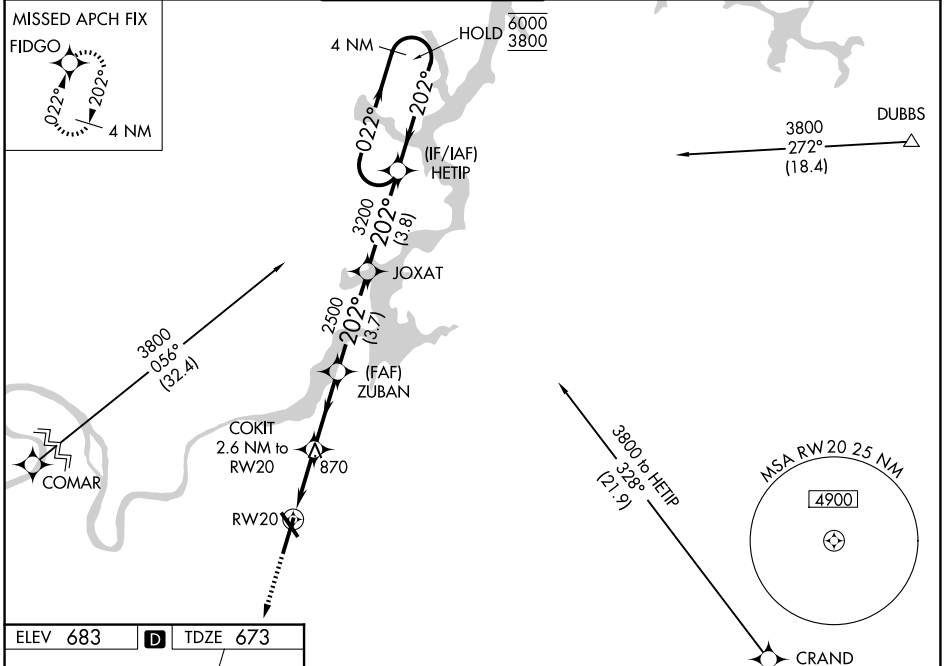 MISSED APCH FIX
FIDGO
022°
202°
4 NM
4 NM
HOLD
6000
3800
022°
202°
(IF/IAF)
HETIP
DUBBS
3800
272°
(18.4)
3200
202°
(3.8)
JOXAT
2500
202°
(3.7)
(FAF)
ZUBAN
3800
056°
(32.4)
COMAR
COKIT
2.6 NM to
RW20
870
RW20
3800 to HETIP
328°
(21.9)
CRAND
MSA RW20 25 NM
4900
ELEV 683
D
TDZE 673